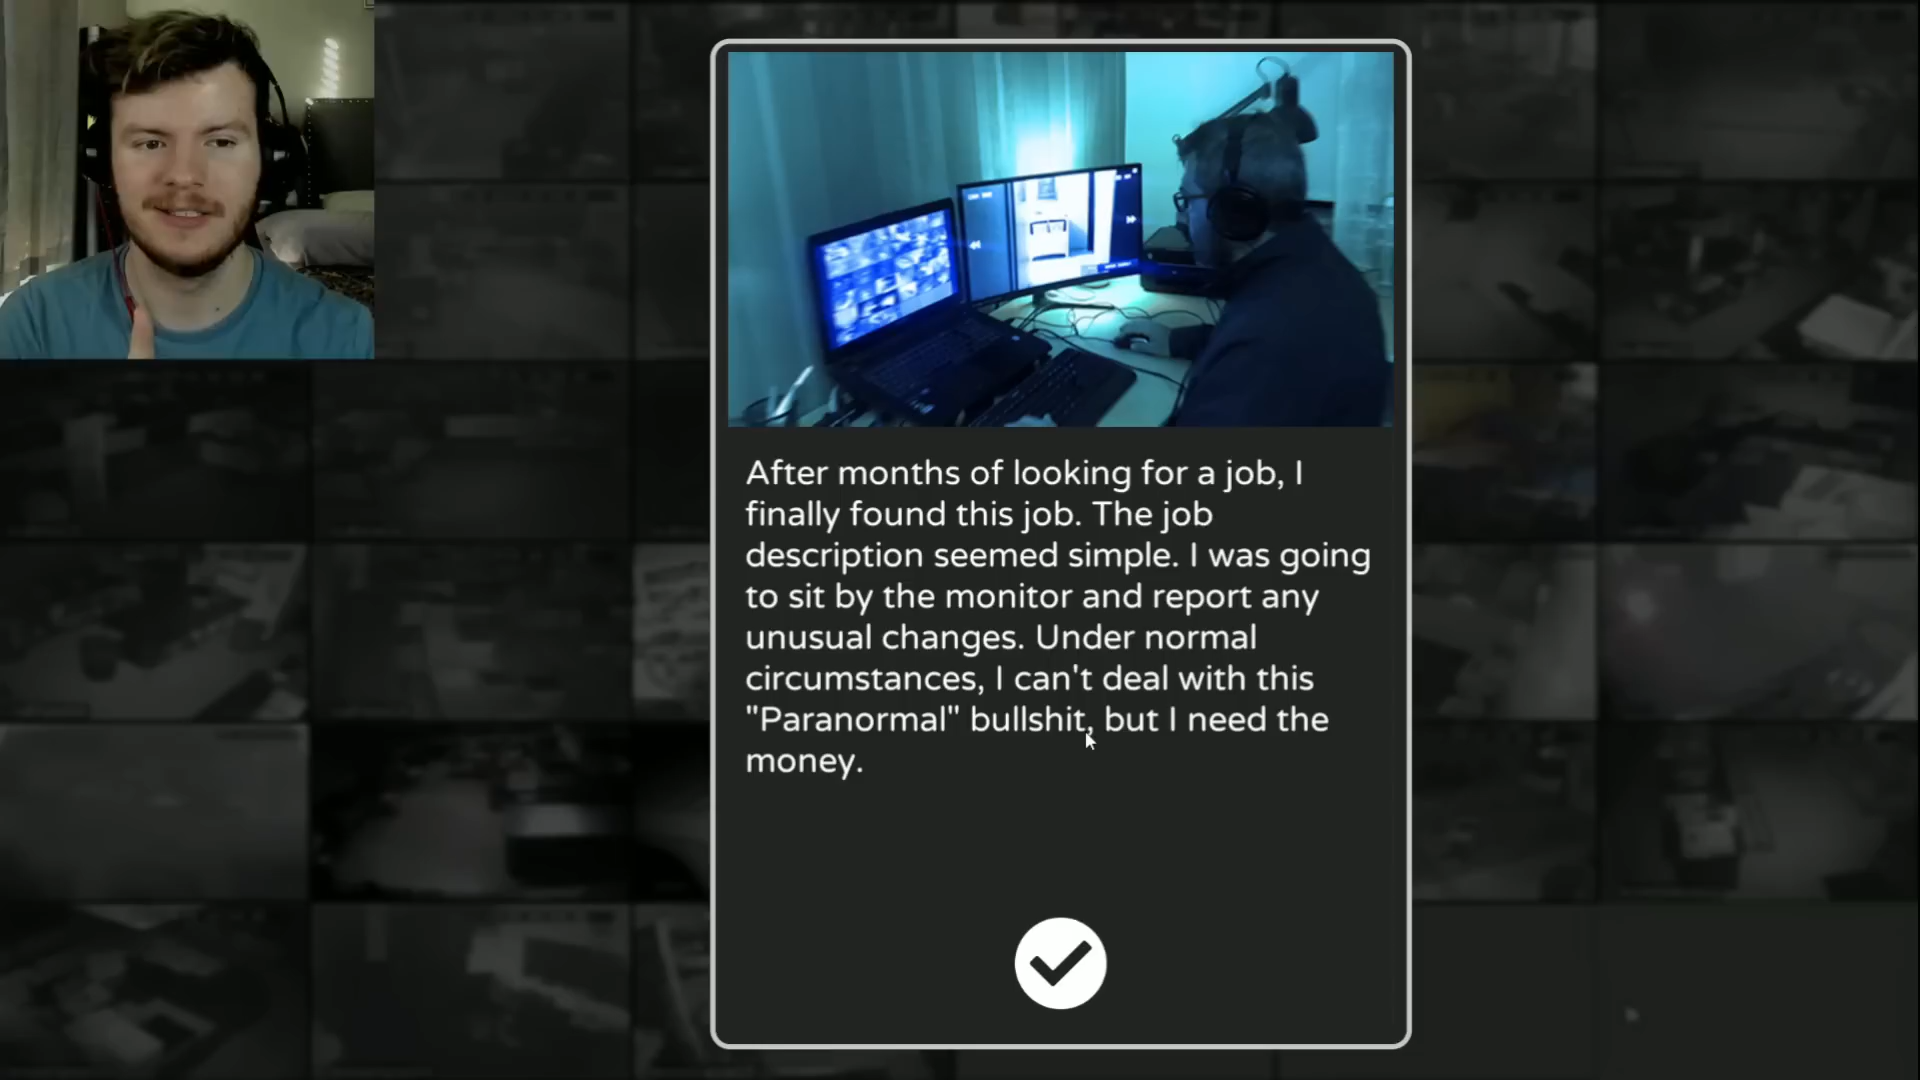 After months of looking for a job, I
finally found this job. The job
description seemed simple. I was going
to sit by the monitor and report any
unusual changes. Under normal
circumstances, I can't deal with this
"Paranormal" bullshit, but I need the
money.